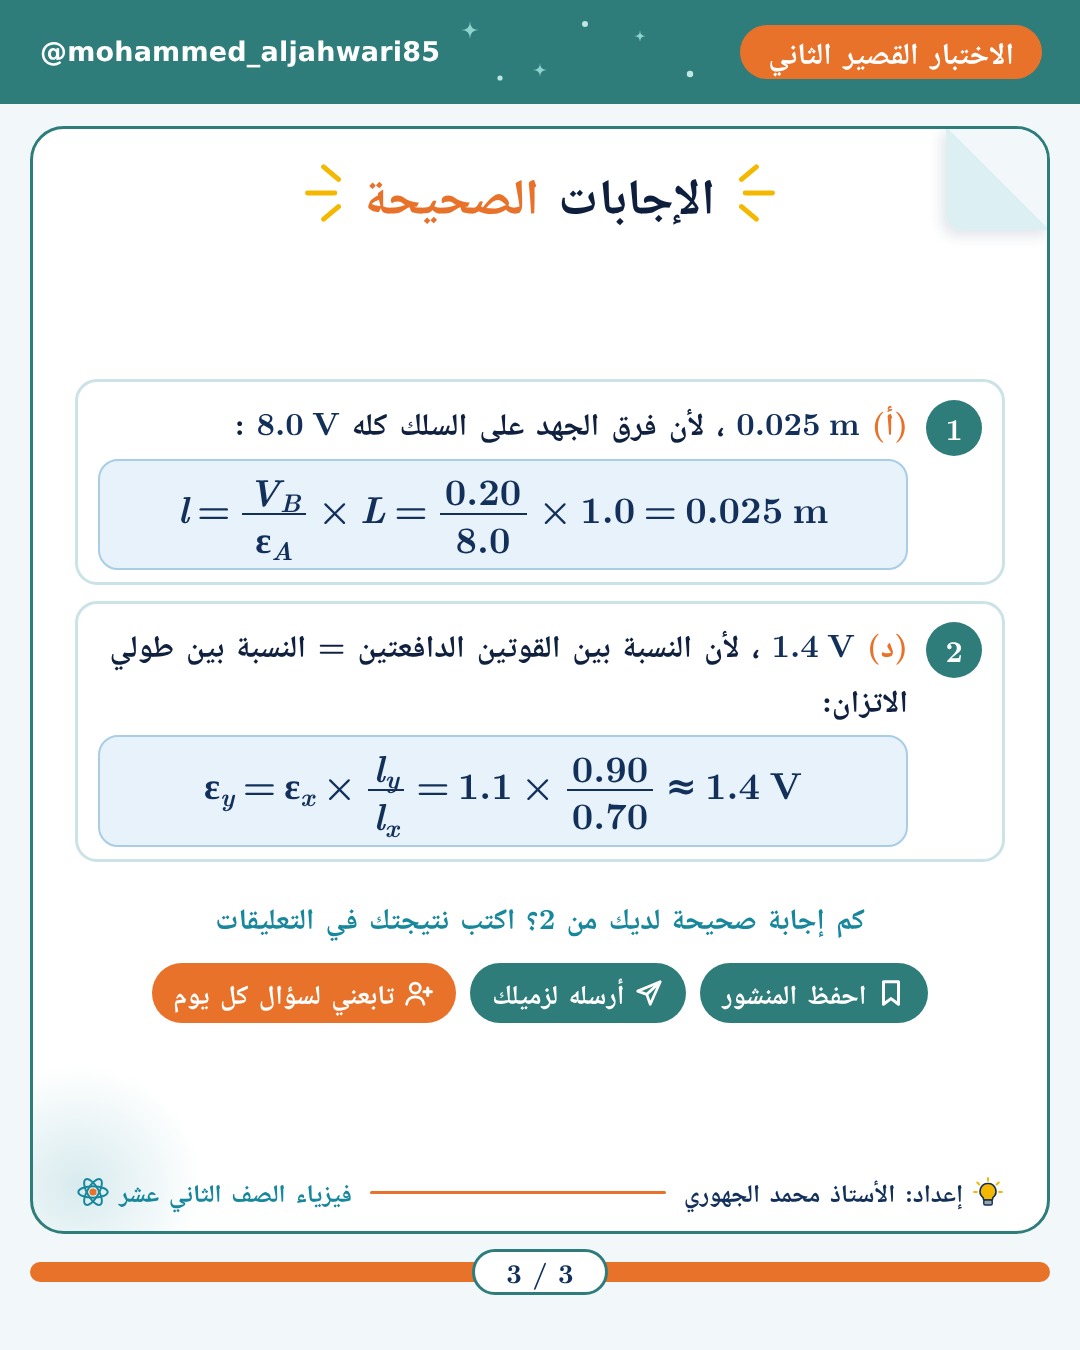 @mohammed_aljahwari85
الاختبار القصير الثاني
الإجابات الصحيحة
1
(أ) 0.025 m ، لأن فرق الجهد على السلك كله 8.0 V :
l = V_B / ε_A × L = 0.20 / 8.0 × 1.0 = 0.025 m
2
(د) 1.4 V ، لأن النسبة بين القوتين الدافعتين = النسبة بين طولي
الاتزان:
ε_y = ε_x × l_y / l_x = 1.1 × 0.90 / 0.70 ≈ 1.4 V
كم إجابة صحيحة لديك من 2؟ اكتب نتيجتك في التعليقات
احفظ المنشور
أرسله لزميلك
تابعني لسؤال كل يوم
إعداد: الأستاذ محمد الجهوري
فيزياء الصف الثاني عشر
3 / 3